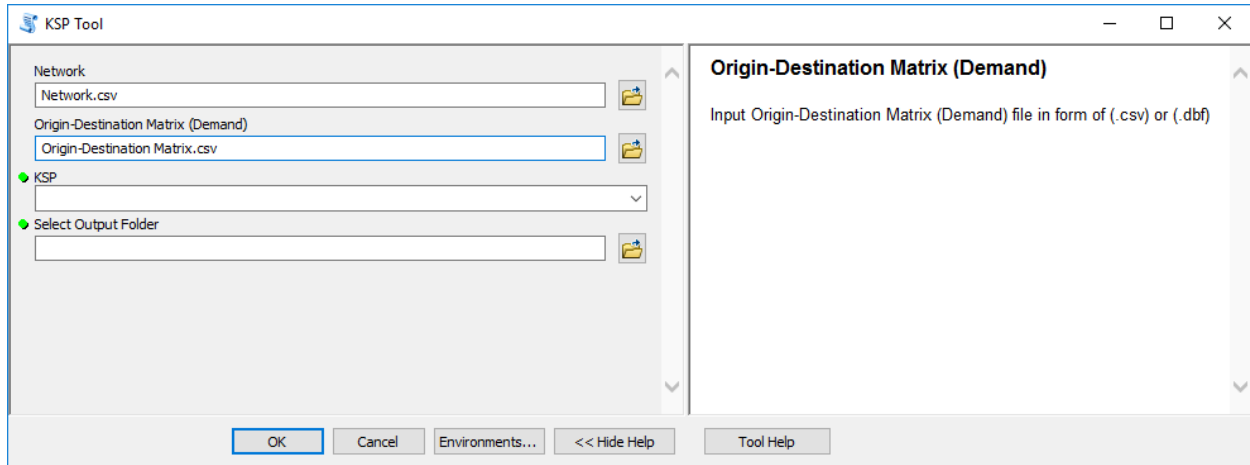 KSP Tool
Network
Network.csv
Origin-Destination Matrix (Demand)
Origin-Destination Matrix.csv
KSP
Select Output Folder
Origin-Destination Matrix (Demand)
Input Origin-Destination Matrix (Demand) file in form of (.csv) or (.dbf)
OK
Cancel
Environments...
<< Hide Help
Tool Help